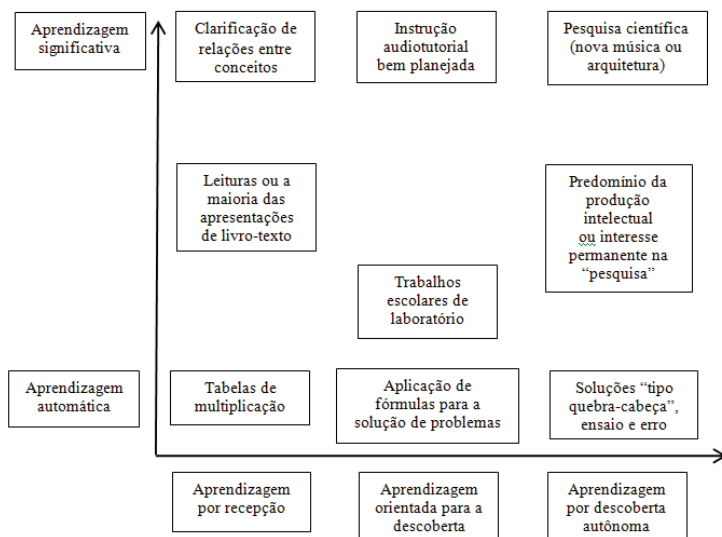 Aprendizagem
significativa
Clarificação de
relações entre
conceitos
Instrução
audiotutorial
bem planejada
Pesquisa científica
(nova música ou
arquitetura)
Leituras ou a
maioria das
apresentações
de livro-texto
Predomínio da
produção
intelectual
ou interesse
permanente na
“pesquisa”
Trabalhos
escolares de
laboratório
Aprendizagem
automática
Tabelas de
multiplicação
Aplicação de
fórmulas para a
solução de problemas
Soluções “tipo
quebra-cabeça”,
ensaio e erro
Aprendizagem
por recepção
Aprendizagem
orientada para a
descoberta
Aprendizagem
por descoberta
autônoma